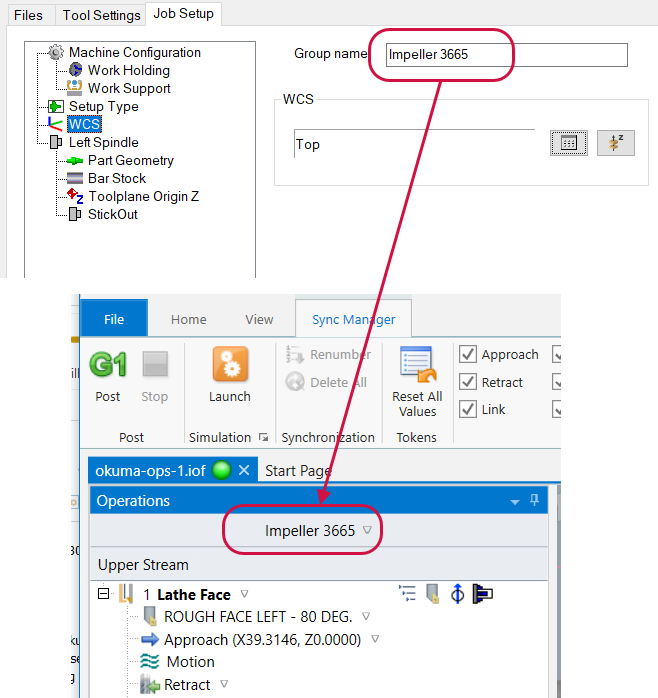 Files Tool Settings Job Setup
Machine Configuration
Work Holding
Work Support
Setup Type
WCS
Left Spindle
Part Geometry
Bar Stock
Toolplane Origin Z
StickOut
Group name
Impeller 3665
WCS
Top
Z
File Home View Sync Manager
G1
Post
Stop
Post
Launch
Simulation
Renumber
Delete All
Synchronization
Reset All
Values
Tokens
Approach
Retract
Link
okuma-ops-1.iof Start Page
Operations
Impeller 3665
Upper Stream
1 Lathe Face
ROUGH FACE LEFT - 80 DEG.
Approach (X39.3146, Z0.0000)
Motion
Retract